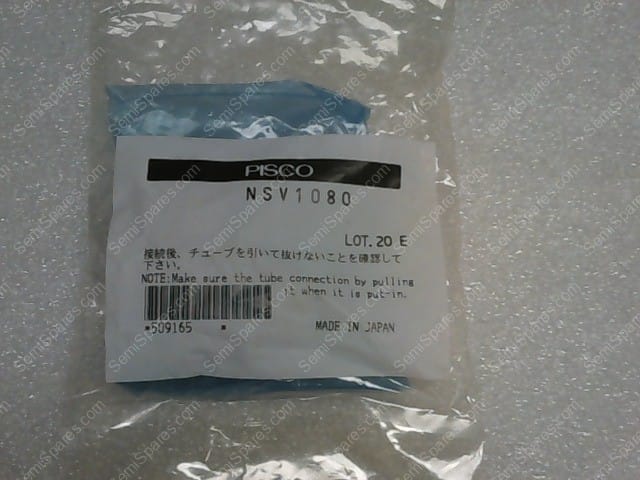 PISCO
NSV1080
LOT.20 E
接続後、チューブを引いて抜けないことを確認して
下さい。
NOTE:Make sure the tube connection by pulling
it when it is put-in.
*509165 *
MADE IN JAPAN
SemiSpares.com